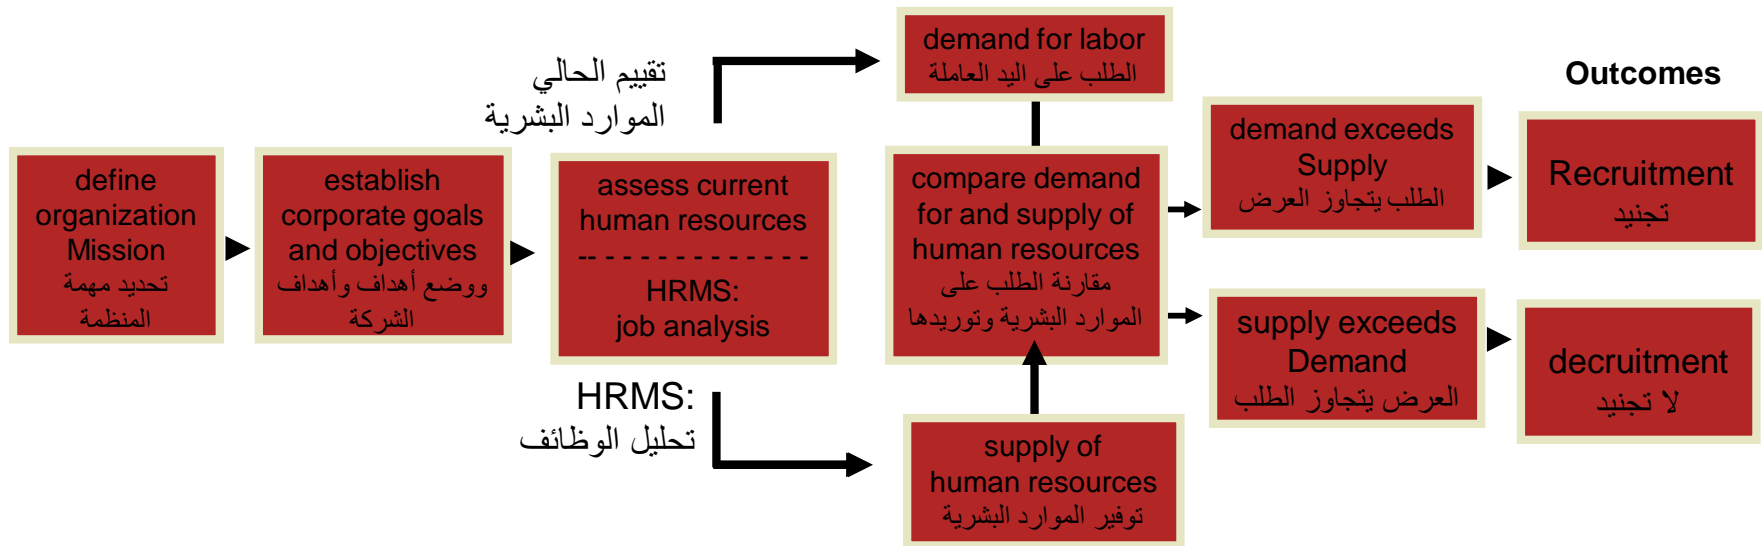 define
organization
Mission
تحديد مهمة
المنظمة
establish
corporate goals
and objectives
ووضع أهداف وأهداف
الشركة
تقييم الحالي
الموارد البشرية
assess current
human resources
-- - - - - - - - - - - - -
HRMS:
job analysis
HRMS:
تحليل الوظائف
demand for labor
الطلب على اليد العاملة
compare demand
for and supply of
human resources
مقارنة الطلب على
الموارد البشرية وتوريدها
supply of
human resources
توفير الموارد البشرية
demand exceeds
Supply
الطلب يتجاوز العرض
supply exceeds
Demand
العرض يتجاوز الطلب
Outcomes
Recruitment
تجنيد
decruitment
لا تجنيد